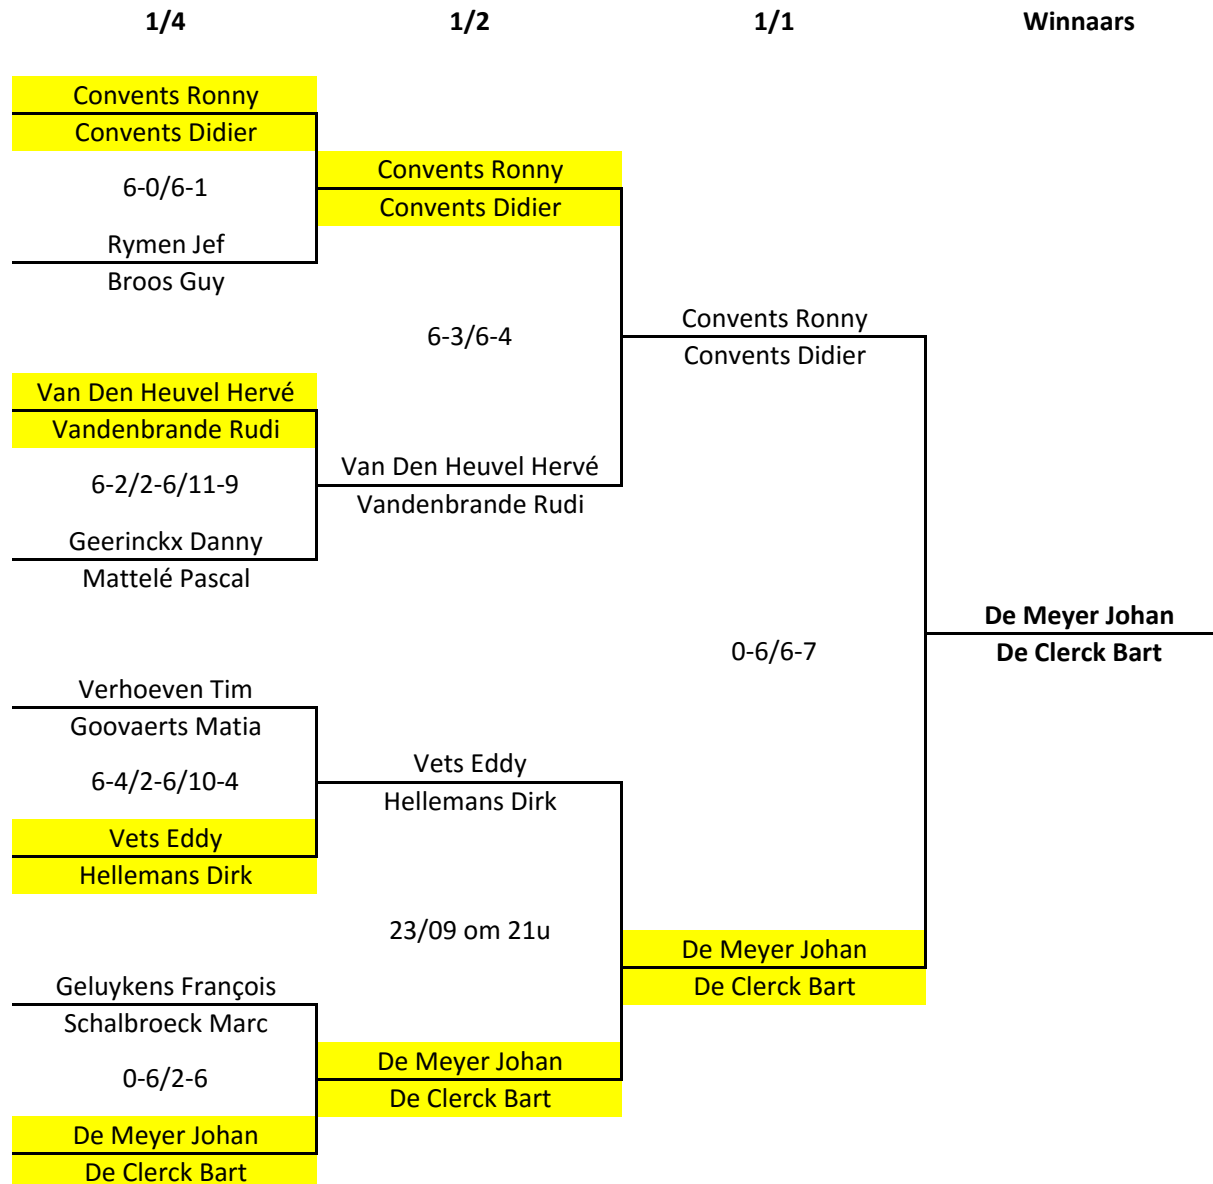 1/4
1/2
1/1
Winnaars
Convents Ronny
Convents Didier
6-0/6-1
Rymen Jef
Broos Guy
Van Den Heuvel Hervé
Vandenbrande Rudi
6-2/2-6/11-9
Geerinckx Danny
Mattelé Pascal
Verhoeven Tim
Goovaerts Matia
6-4/2-6/10-4
Vets Eddy
Hellemans Dirk
Geluykens François
Schalbroeck Marc
0-6/2-6
De Meyer Johan
De Clerck Bart
Convents Ronny
Convents Didier
6-3/6-4
Van Den Heuvel Hervé
Vandenbrande Rudi
Vets Eddy
Hellemans Dirk
23/09 om 21u
De Meyer Johan
De Clerck Bart
Convents Ronny
Convents Didier
0-6/6-7
De Meyer Johan
De Clerck Bart
De Meyer Johan
De Clerck Bart